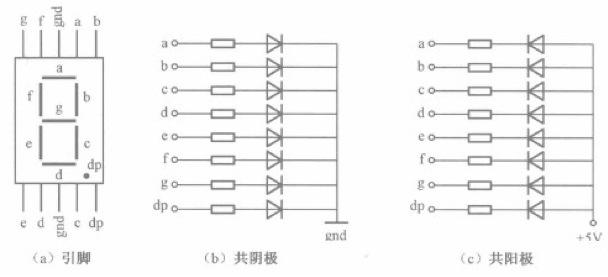 g f gnd a b
a
f b
g
e c
d dp
e d gnd c dp
(a) 引脚
a
b
c
d
e
f
g
dp
gnd
(b) 共阴极
a
b
c
d
e
f
g
dp
+5V
(c) 共阳极